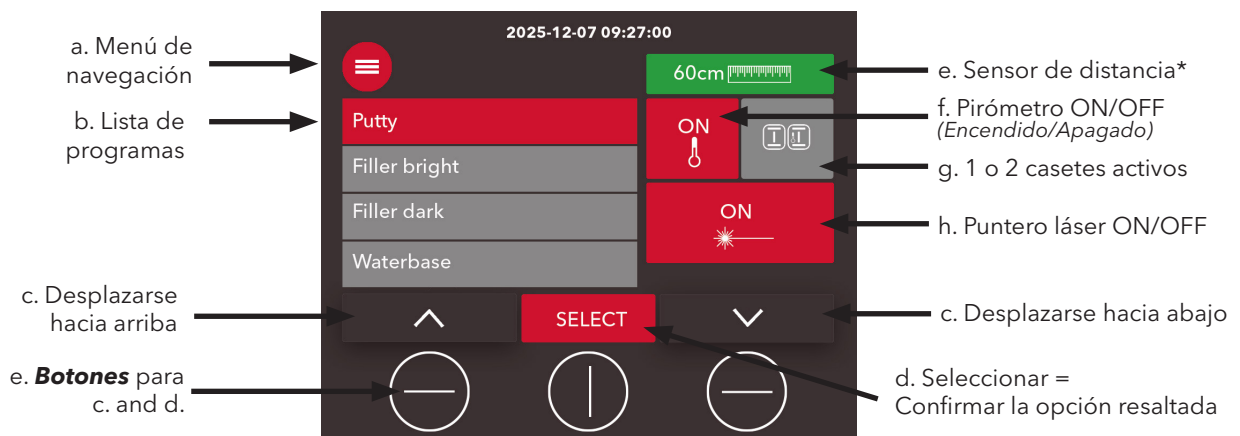 2025-12-07 09:27:00
a. Menú de
navegación
b. Lista de
programas
c. Desplazarse
hacia arriba
e. Botones para
c. and d.
Putty
Filler bright
Filler dark
Waterbase
60cm
ON
ON
SELECT
e. Sensor de distancia*
f. Pirómetro ON/OFF
(Encendido/Apagado)
g. 1 o 2 casetes activos
h. Puntero láser ON/OFF
c. Desplazarse hacia abajo
d. Seleccionar =
Confirmar la opción resaltada